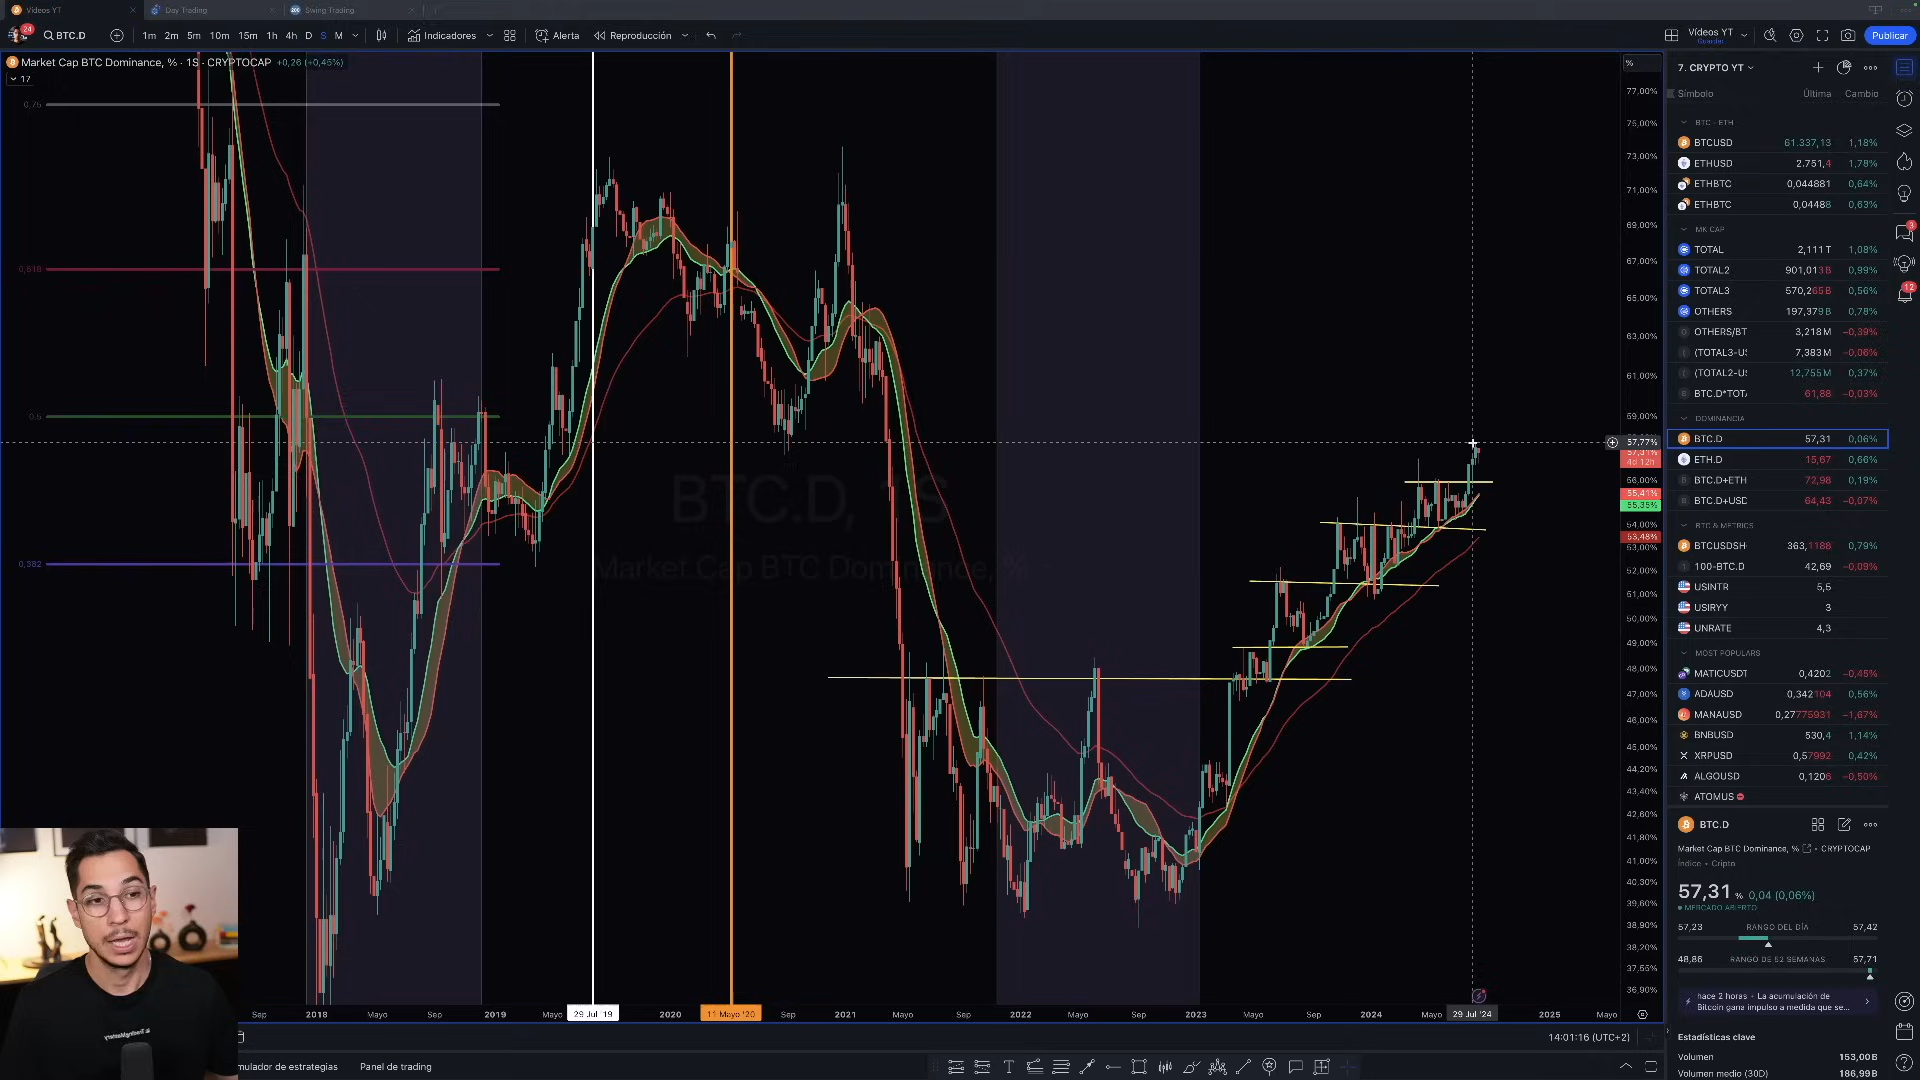 Vídeos YT
Day Trading
Swing Trading
24
BTC.D
1m 2m 5m 10m 15m 1h 4h D S M
Indicadores
Alerta
Reproducción
Vídeos YT
Guardar
Publicar
Market Cap BTC Dominance, % · 1S · CRYPTOCAP +0,26 (+0,45%)
17
0,75
0,618
0,5
0,382
BTC.D, 1S
Market Cap BTC Dominance, %
%
77,00%
75,00%
73,00%
71,00%
69,00%
67,00%
65,00%
63,00%
61,00%
59,00%
57,77%
57,31%
4d 12h
56,00%
55,41%
55,35%
54,00%
53,48%
53,00%
52,00%
51,00%
50,00%
49,00%
48,00%
47,00%
46,00%
45,00%
44,20%
43,40%
42,60%
41,80%
41,00%
40,30%
39,60%
38,90%
38,20%
37,55%
36,90%
Sep 2018 Mayo Sep 2019 Mayo 29 Jul '19 2020 11 Mayo '20 Sep 2021 Mayo Sep 2022 Mayo Sep 2023 Mayo Sep 2024 Mayo 29 Jul '24 2025 Mayo
14:01:16 (UTC+2)
mulador de estrategias
Panel de trading
7. CRYPTO YT
Símbolo Última Cambio
BTC - ETH
BTCUSD 61.337,13 1,18%
ETHUSD 2.751,4 1,78%
ETHBTC 0,044881 0,64%
ETHBTC 0,04488 0,63%
MK CAP
TOTAL 2,111 T 1,08%
TOTAL2 901,013 B 0,99%
TOTAL3 570,265 B 0,56%
OTHERS 197,379 B 0,78%
OTHERS/BT 3,218 M −0,39%
(TOTAL3-U 7,383 M −0,06%
(TOTAL2-U 12,755 M 0,37%
BTC.D*TOT 61,88 −0,03%
DOMINANCIA
BTC.D 57,31 0,06%
ETH.D 15,67 0,66%
BTC.D+ETH 72,98 0,19%
BTC.D+USD 64,43 −0,07%
BTC & METRICS
BTCUSDSH 363,1188 0,79%
100-BTC.D 42,69 −0,09%
USINTR 5,5
USIRYY 3
UNRATE 4,3
MOST POPULARS
MATICUSDT 0,4202 −0,45%
ADAUSD 0,342104 0,56%
MANAUSD 0,27775931 −1,67%
BNBUSD 530,4 1,14%
XRPUSD 0,57992 0,42%
ALGOUSD 0,1206 −0,50%
ATOMUS
BTC.D
Market Cap BTC Dominance, % • CRYPTOCAP
Índice • Cripto
57,31 % 0,04 (0,06%)
MERCADO ABIERTO
57,23 RANGO DEL DÍA 57,42
48,86 RANGO DE 52 SEMANAS 57,71
hace 2 horas • La acumulación de
Bitcoin gana impulso a medida que se...
Estadísticas clave
Volumen 153,00 B
Volumen medio (30D) 186,99 B
3
12